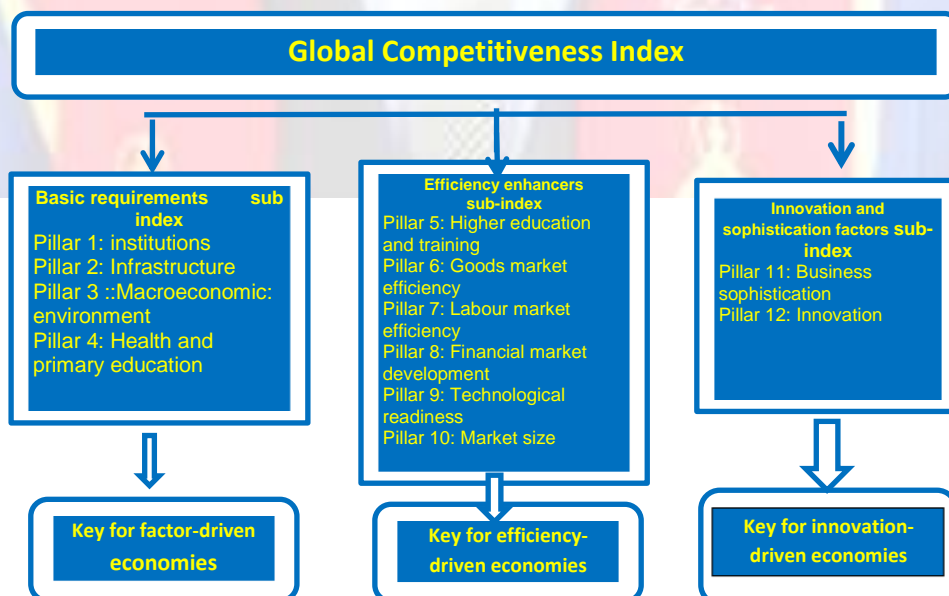 Global Competitiveness Index
Basic requirements sub
index
Pillar 1: institutions
Pillar 2: Infrastructure
Pillar 3 ::Macroeconomic:
environment
Pillar 4: Health and
primary education
Efficiency enhancers
sub-index
Pillar 5: Higher education
and training
Pillar 6: Goods market
efficiency
Pillar 7: Labour market
efficiency
Pillar 8: Financial market
development
Pillar 9: Technological
readiness
Pillar 10: Market size
Innovation and
sophistication factors sub-
index
Pillar 11: Business
sophistication
Pillar 12: Innovation
Key for factor-driven
economies
Key for efficiency-
driven economies
Key for innovation-
driven economies